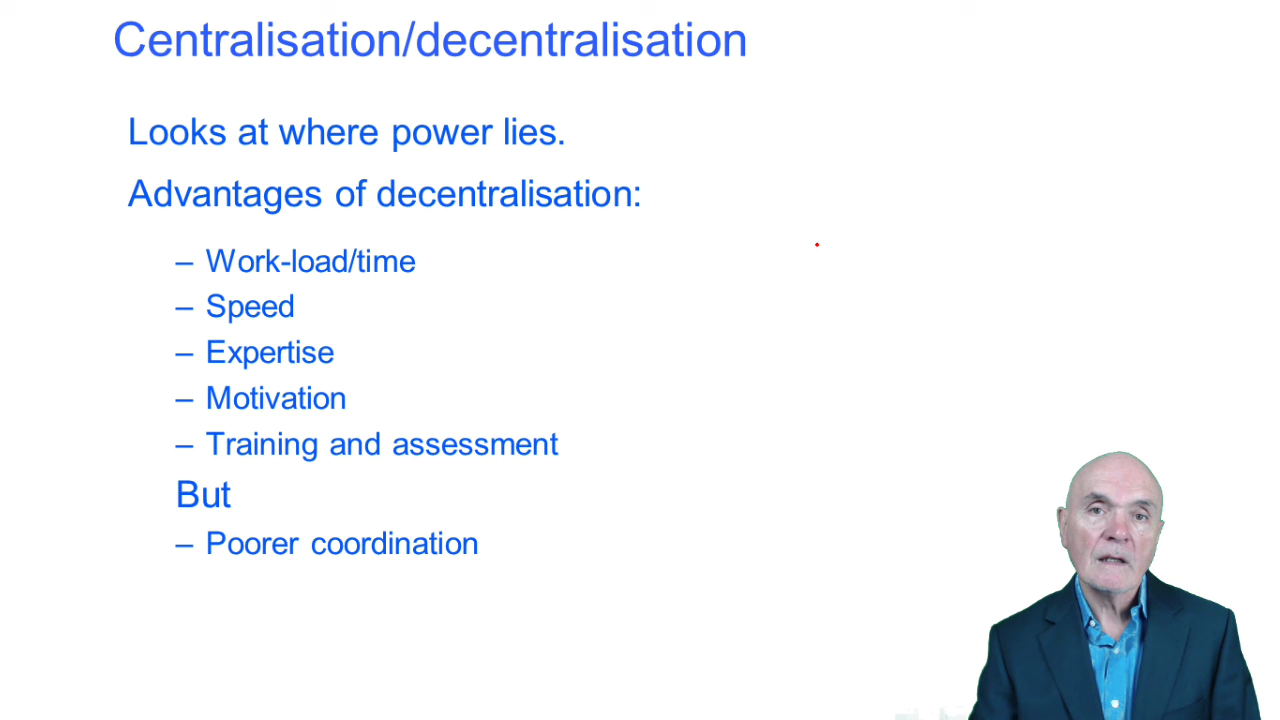 Centralisation/decentralisation
Looks at where power lies.
Advantages of decentralisation:
– Work-load/time
– Speed
– Expertise
– Motivation
– Training and assessment
But
– Poorer coordination